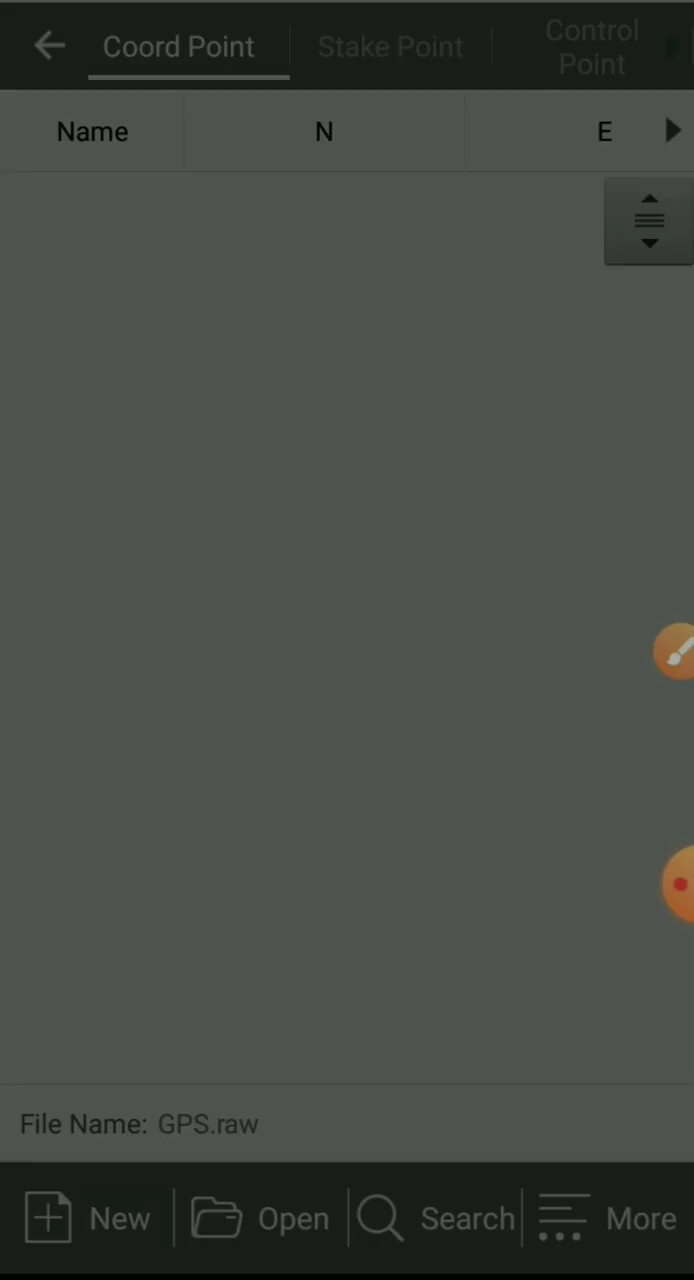 Coord Point
Stake Point
Control
Point
Name
N
E
File Name: GPS.raw
New
Open
Search
More